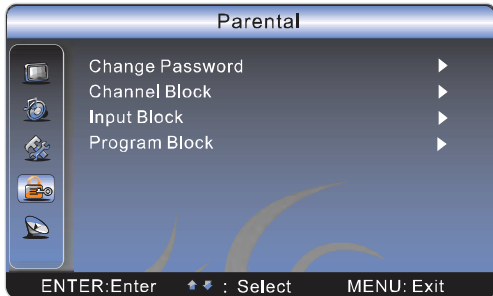 Parental
Change Password
Channel Block
Input Block
Program Block
ENTER:Enter : Select MENU: Exit